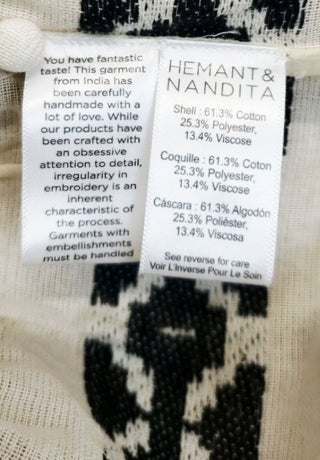 You have fantastic
taste! This garment
from India has
been carefully
handmade with a
lot of love. While
our products have
been crafted with
an obsessive
attention to detail,
irregularity in
embroidery is an
inherent
characteristic of
the process.
Garments with
embellishments
must be handled
HEMANT&
NANDITA
Shell : 61.3% Cotton
25.3% Polyester,
13.4% Viscose
Coquille : 61.3% Coton
25.3% Polyester,
13.4% Viscose
Cáscara : 61.3% Algodón
25.3% Poliéster,
13.4% Viscosa
See reverse for care
Voir L'Inverse Pour Le Soin